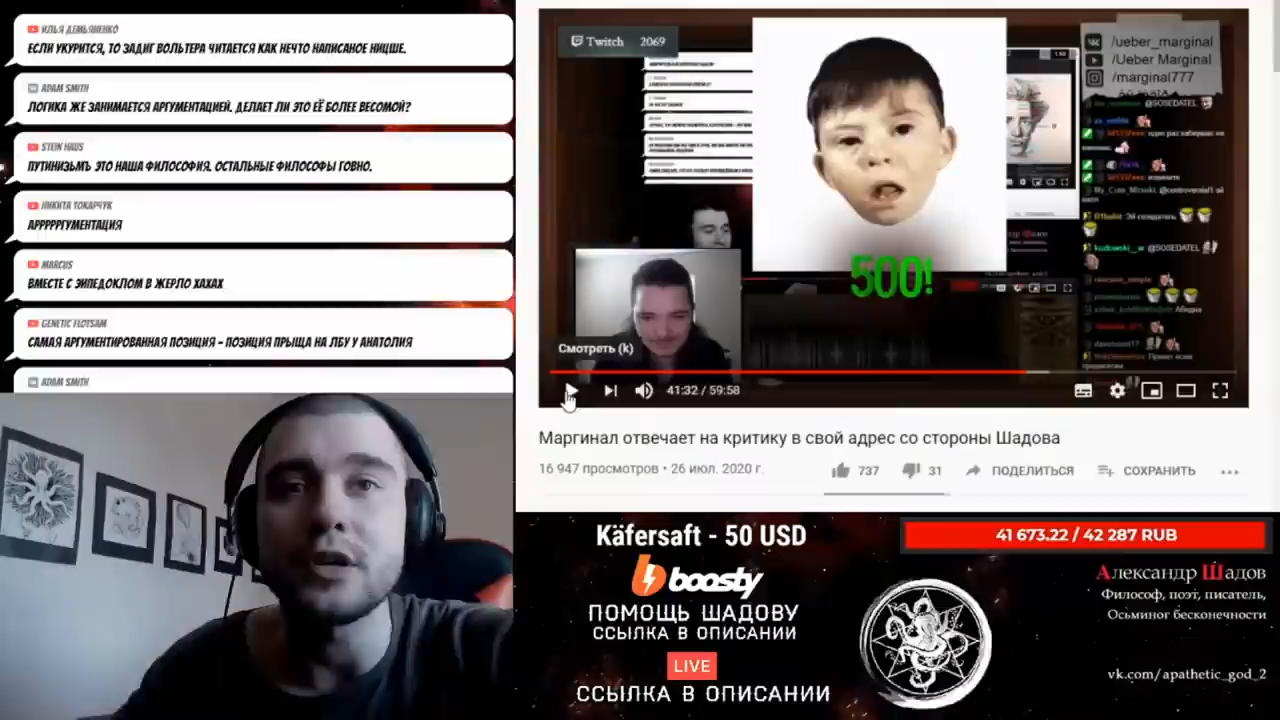 ИЛЬЯ ДЕМЬЯНЕНКО
ЕСЛИ УКУРИТСЯ, ТО ЗАДИГ ВОЛЬТЕРА ЧИТАЕТСЯ КАК НЕЧТО НАПИСАНОЕ НИЦШЕ.
ADAM SMITH
ЛОГИКА ЖЕ ЗАНИМАЕТСЯ АРГУМЕНТАЦИЕЙ. ДЕЛАЕТ ЛИ ЭТО ЕЁ БОЛЕЕ ВЕСОМОЙ?
STEIN HAUS
ПУТИНИЗЬМЪ ЭТО НАША ФИЛОСОФИЯ. ОСТАЛЬНЫЕ ФИЛОСОФЫ ГОВНО.
НИКИТА ТОКАРЧУК
АРРРРРГУМЕНТАЦИЯ
MARCUS
ВМЕСТЕ С ЭМПЕДОКЛОМ В ЖЕРЛО ХАХАХ
GENETIC FLOTSAM
САМАЯ АРГУМЕНТИРОВАННАЯ ПОЗИЦИЯ - ПОЗИЦИЯ ПРЫЩА НА ЛБУ У АНАТОЛИЯ
ADAM SMITH
Twitch 2069
/ueber_marginal
/Ueber Marginal
/marginal777
@SOSEDATEL
500!
Смотреть (k)
41:32 / 59:58
Маргинал отвечает на критику в свой адрес со стороны Шадова
16 947 просмотров • 26 июл. 2020 г.
737
31
ПОДЕЛИТЬСЯ
СОХРАНИТЬ
Käfersaft - 50 USD
boosty
ПОМОЩЬ ШАДОВУ
ССЫЛКА В ОПИСАНИИ
LIVE
ССЫЛКА В ОПИСАНИИ
41 673.22 / 42 287 RUB
Александр Шадов
Философ, поэт, писатель,
Осьминог бесконечности
vk.com/apathetic_god_2